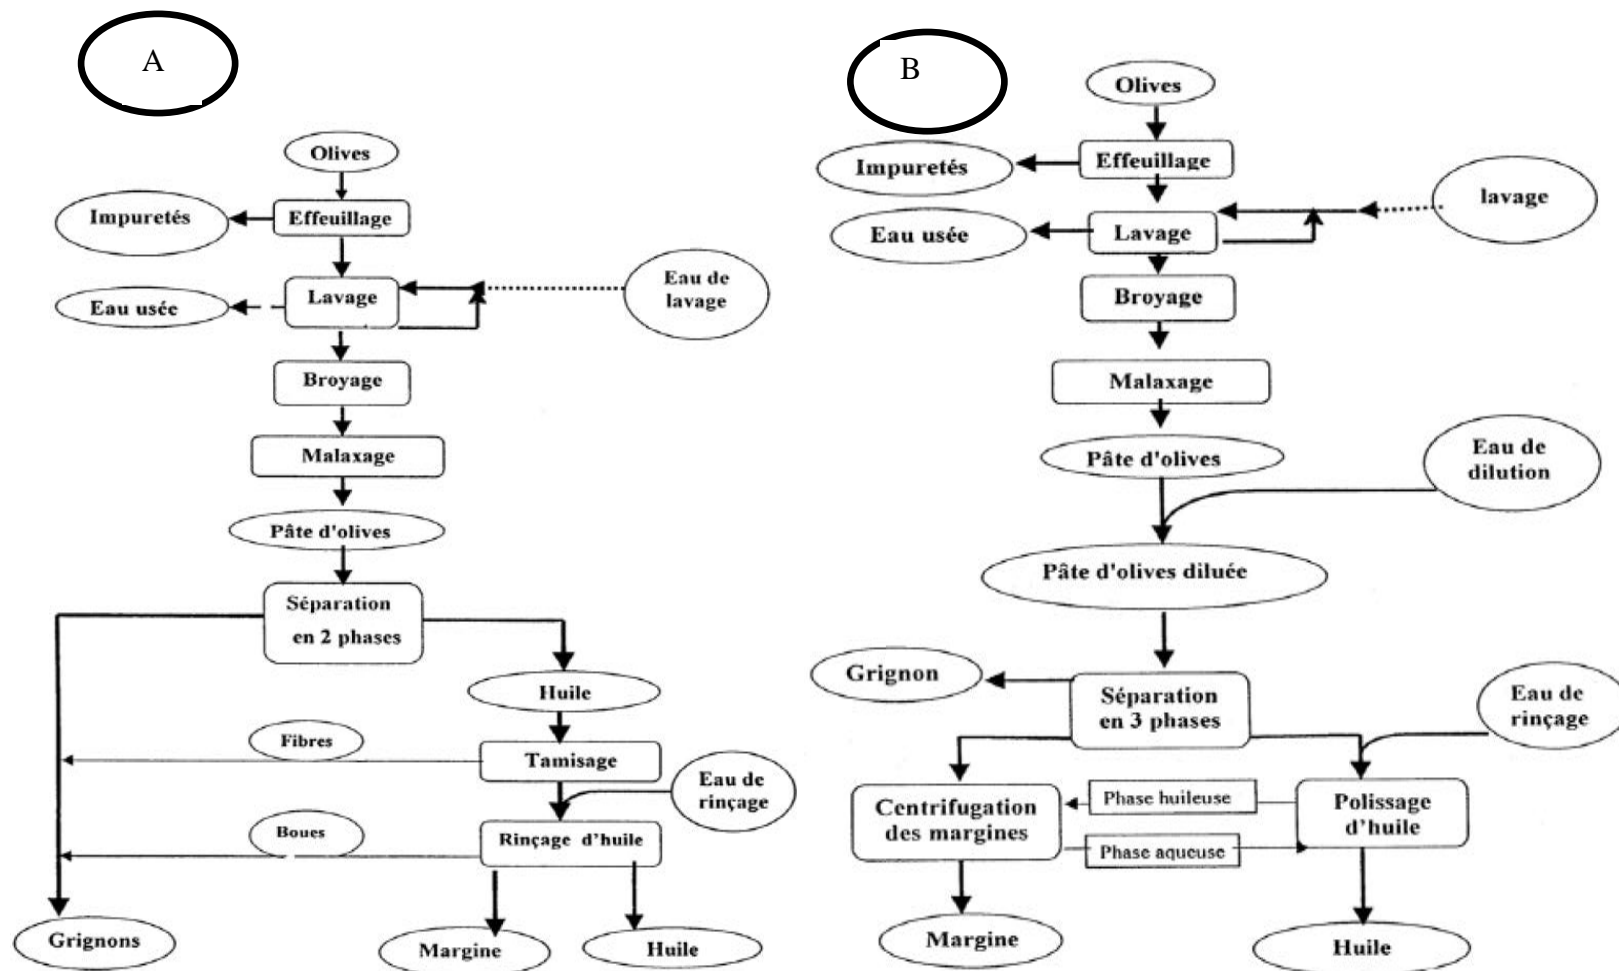 A
Olives
Impuretés
Effeuillage
Eau usée
Lavage
Eau de
lavage
Broyage
Malaxage
Pâte d'olives
Séparation
en 2 phases
Huile
Fibres
Tamisage
Eau de
rinçage
Boues
Rinçage d'huile
Grignons
Margine
Huile
B
Olives
Impuretés
Effeuillage
lavage
Eau usée
Lavage
Broyage
Malaxage
Pâte d'olives
Eau de
dilution
Pâte d'olives diluée
Grignon
Séparation
en 3 phases
Eau de
rinçage
Centrifugation
des margines
Phase huileuse
Phase aqueuse
Polissage
d'huile
Margine
Huile